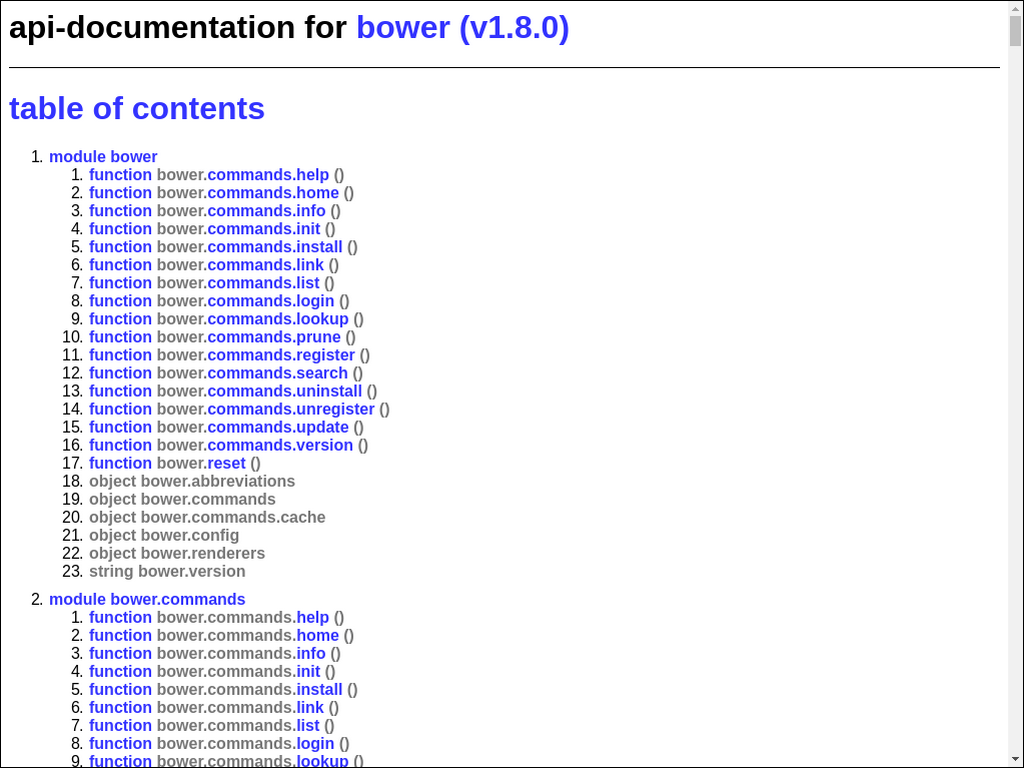 api-documentation for bower (v1.8.0)
table of contents
1. module bower
1. function bower.commands.help ()
2. function bower.commands.home ()
3. function bower.commands.info ()
4. function bower.commands.init ()
5. function bower.commands.install ()
6. function bower.commands.link ()
7. function bower.commands.list ()
8. function bower.commands.login ()
9. function bower.commands.lookup ()
10. function bower.commands.prune ()
11. function bower.commands.register ()
12. function bower.commands.search ()
13. function bower.commands.uninstall ()
14. function bower.commands.unregister ()
15. function bower.commands.update ()
16. function bower.commands.version ()
17. function bower.reset ()
18. object bower.abbreviations
19. object bower.commands
20. object bower.commands.cache
21. object bower.config
22. object bower.renderers
23. string bower.version
2. module bower.commands
1. function bower.commands.help ()
2. function bower.commands.home ()
3. function bower.commands.info ()
4. function bower.commands.init ()
5. function bower.commands.install ()
6. function bower.commands.link ()
7. function bower.commands.list ()
8. function bower.commands.login ()
9. function bower.commands.lookup ()